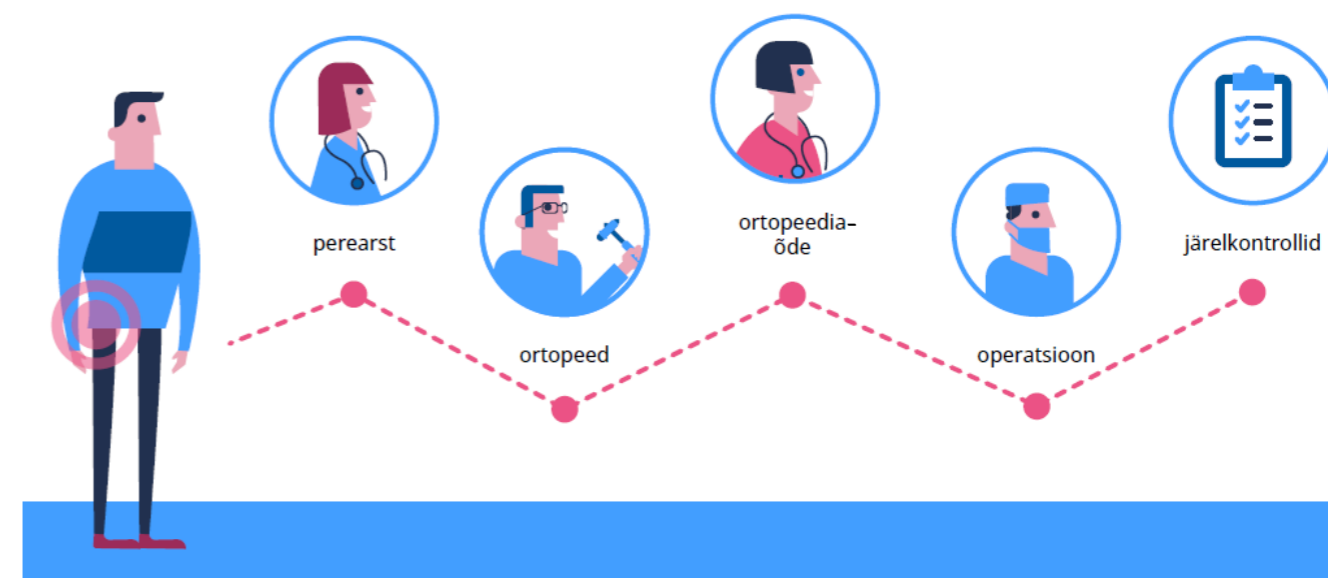 perearst
ortopeed
ortopeedia–
õde
operatsioon
järelkontrollid